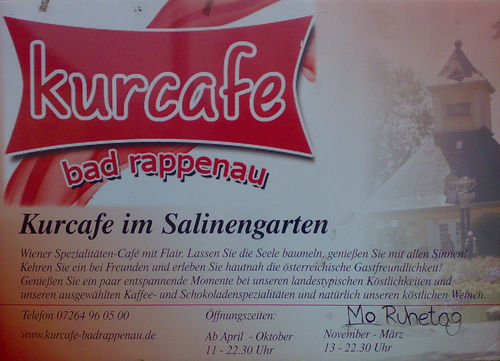 kurcafe
bad rappenau
Kurcafe im Salinengarten
Wiener Spezialitäten-Café mit Flair. Lassen Sie die Seele baumeln, genießen Sie mit allen Sinnen!
Kehren Sie ein bei Freunden und erleben Sie hautnah die österreichische Gastfreundlichkeit!
Genießen Sie ein paar entspannende Momente bei unseren landestypischen Köstlichkeiten und
unseren ausgewählten Kaffee- und Schokoladenspezialitäten und natürlich unseren köstlichen Weinen.
Telefon 07264 96 05 00 Öffnungszeiten: Mo Ruhetag
www.kurcafe-badrappenau.de Ab April - Oktober November - März
11 - 22.30 Uhr 13 - 22.30 Uhr